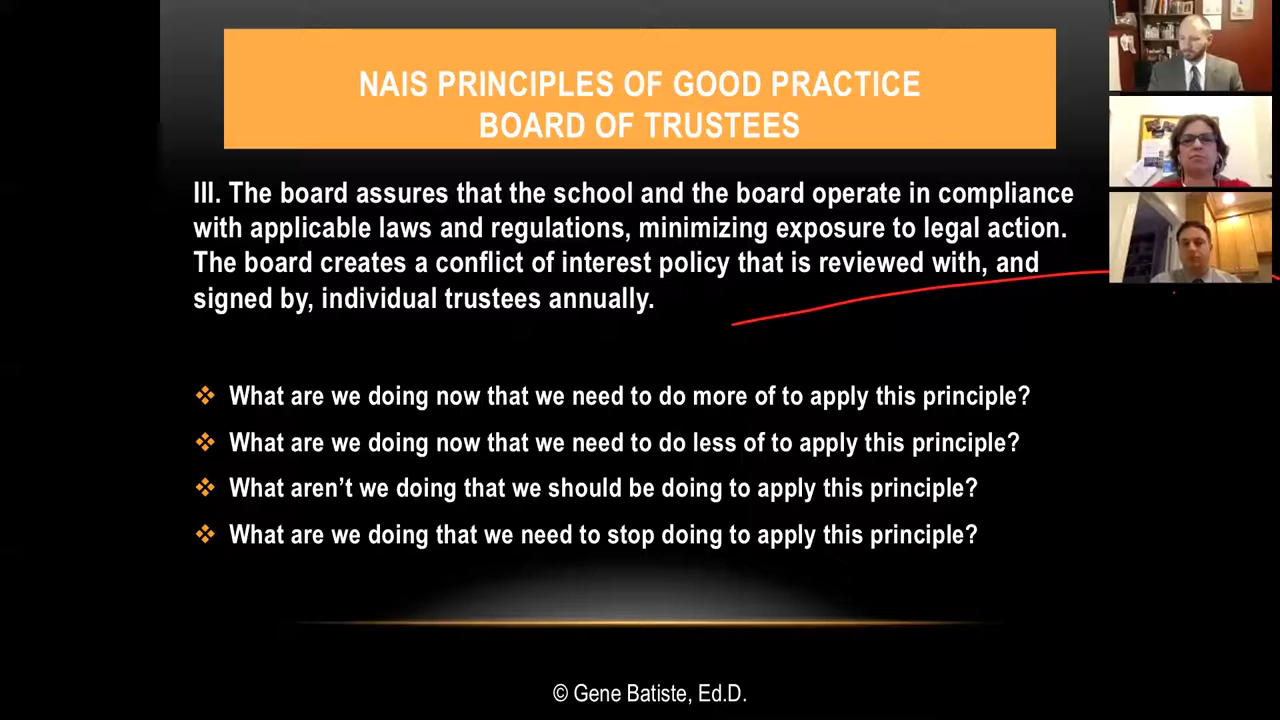 NAIS PRINCIPLES OF GOOD PRACTICE
BOARD OF TRUSTEES
III. The board assures that the school and the board operate in compliance
with applicable laws and regulations, minimizing exposure to legal action.
The board creates a conflict of interest policy that is reviewed with, and
signed by, individual trustees annually.
❖ What are we doing now that we need to do more of to apply this principle?
❖ What are we doing now that we need to do less of to apply this principle?
❖ What aren’t we doing that we should be doing to apply this principle?
❖ What are we doing that we need to stop doing to apply this principle?
© Gene Batiste, Ed.D.